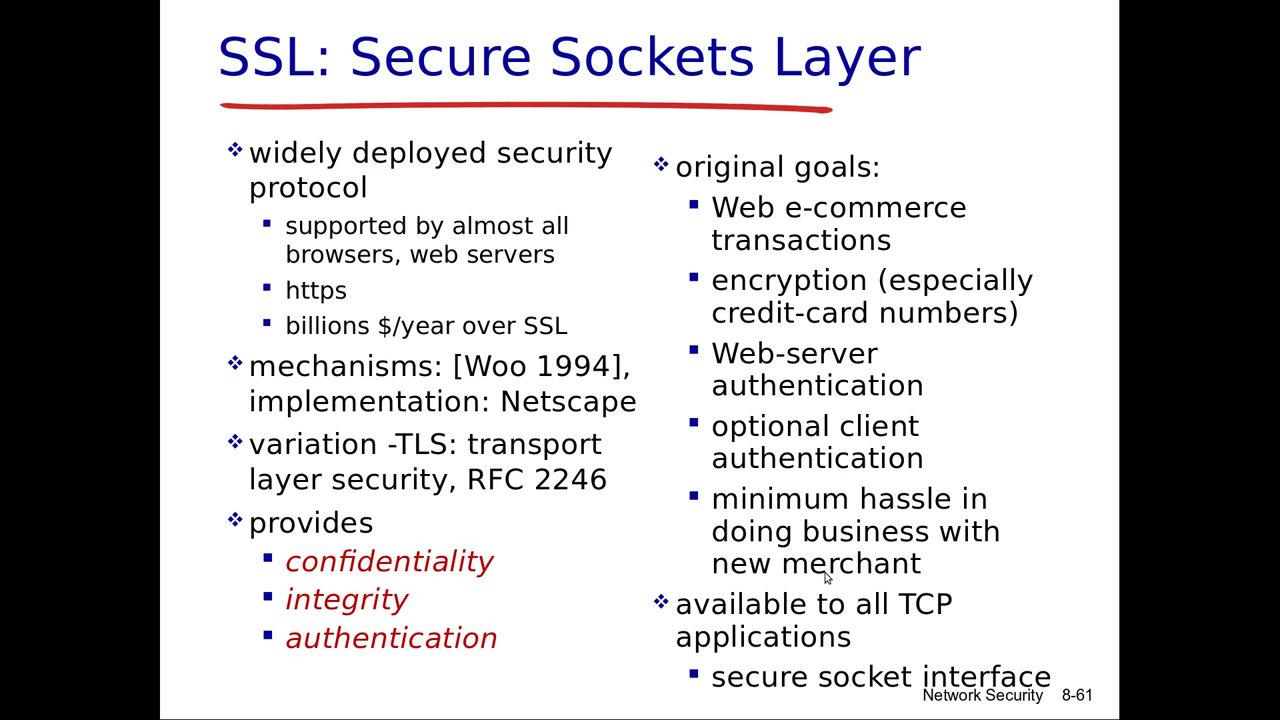 SSL: Secure Sockets Layer
❖ widely deployed security
protocol
▪ supported by almost all
browsers, web servers
▪ https
▪ billions $/year over SSL
❖ mechanisms: [Woo 1994],
implementation: Netscape
❖ variation -TLS: transport
layer security, RFC 2246
❖ provides
▪ confidentiality
▪ integrity
▪ authentication
❖ original goals:
▪ Web e-commerce
transactions
▪ encryption (especially
credit-card numbers)
▪ Web-server
authentication
▪ optional client
authentication
▪ minimum hassle in
doing business with
new merchant
❖ available to all TCP
applications
▪ secure socket interface
Network Security 8-61